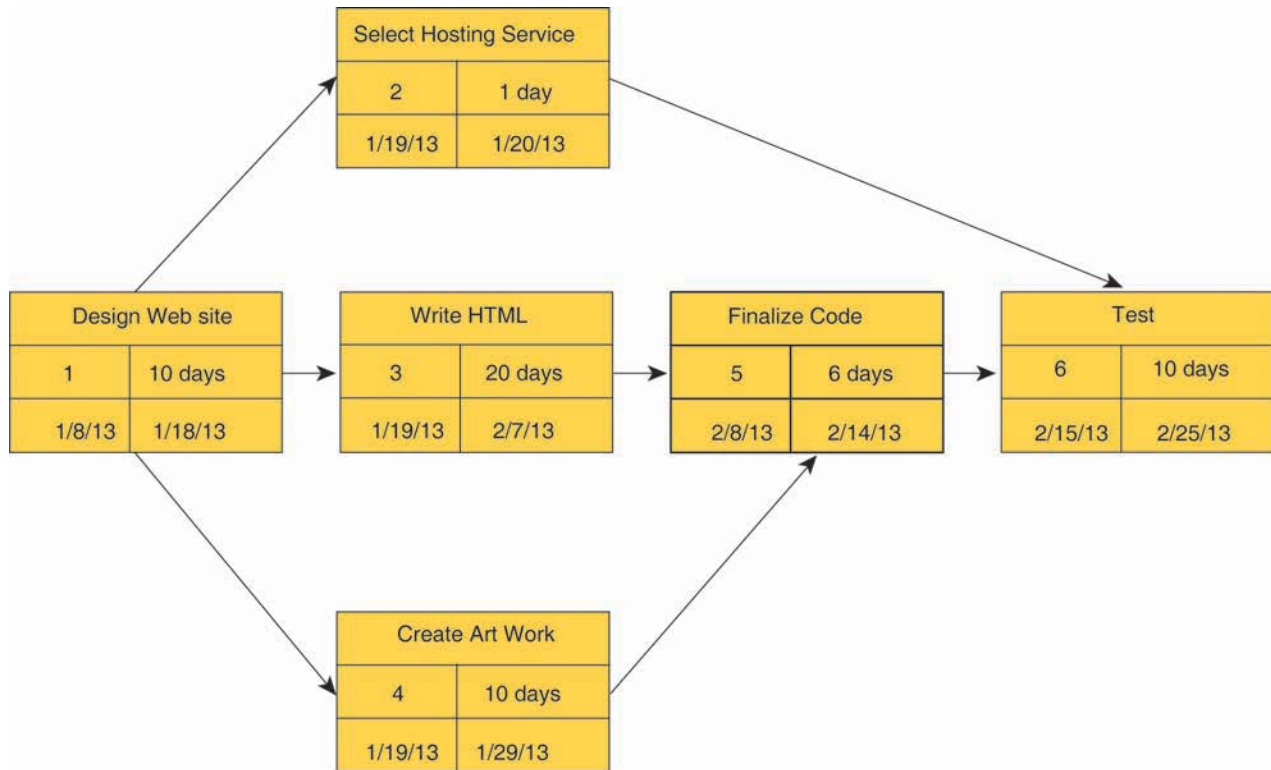 Select Hosting Service
2 1 day
1/19/13 1/20/13
Design Web site
1 10 days
1/8/13 1/18/13
Write HTML
3 20 days
1/19/13 2/7/13
Finalize Code
5 6 days
2/8/13 2/14/13
Test
6 10 days
2/15/13 2/25/13
Create Art Work
4 10 days
1/19/13 1/29/13